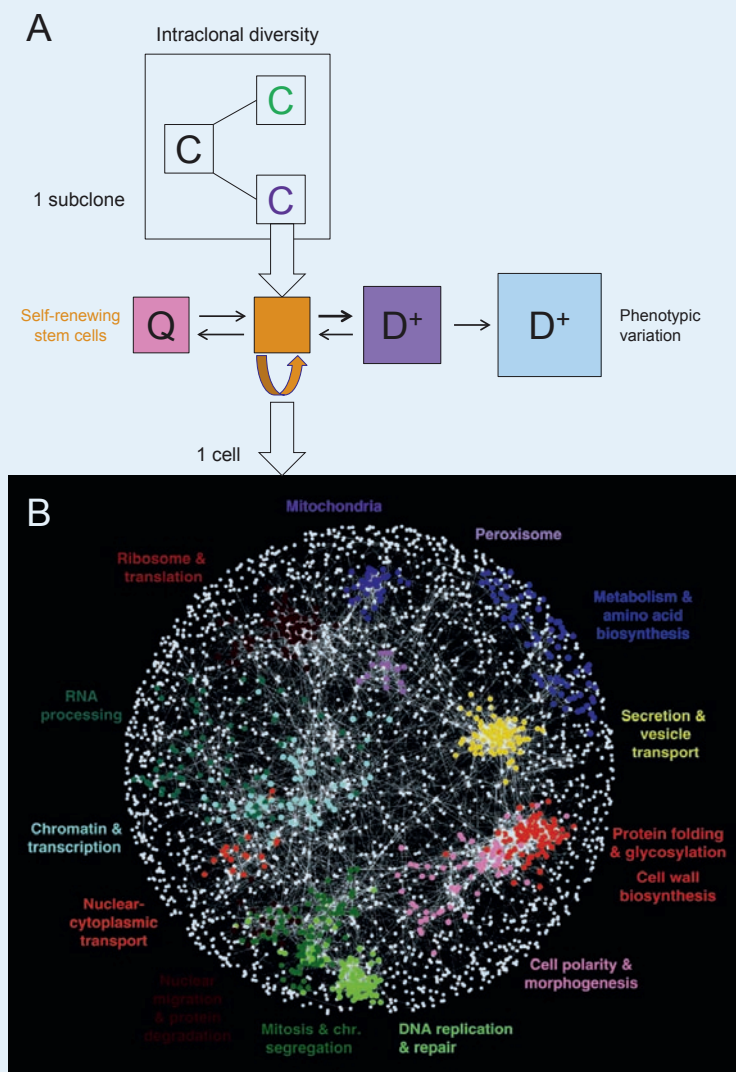 A
Intraclonal diversity
C
C
C
1 subclone
Self-renewing
stem cells
Q
D+
D+
Phenotypic
variation
1 cell
B
Mitochondria
Peroxisome
Ribosome &
translation
Metabolism &
amino acid
biosynthesis
RNA
processing
Secretion &
vesicle
transport
Chromatin &
transcription
Protein folding
& glycosylation
Cell wall
biosynthesis
Nuclear-
cytoplasmic
transport
Cell polarity &
morphogenesis
Nuclear
migration
& protein
degradation
Mitosis & chr.
segregation
DNA replication
& repair